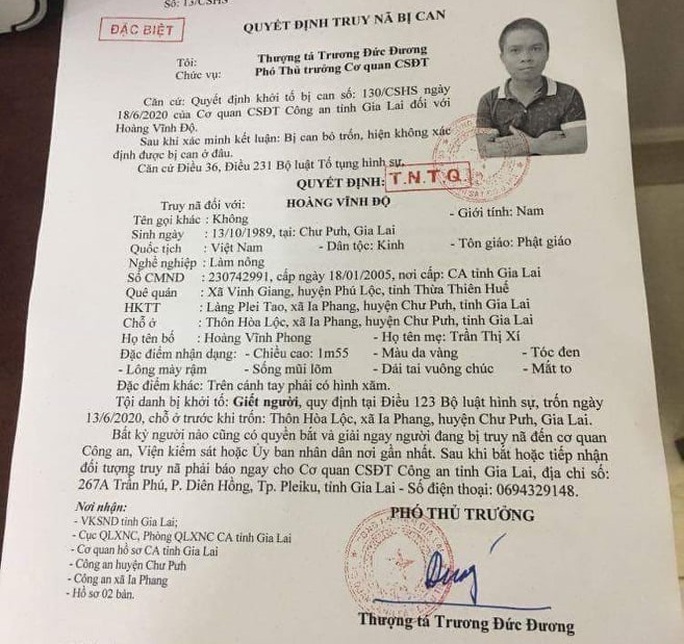 Số: 13/CSHS
ĐẶC BIỆT
QUYẾT ĐỊNH TRUY NÃ BỊ CAN
Tôi: Thượng tá Trương Đức Đương
Chức vụ: Phó Thủ trưởng Cơ quan CSĐT
Căn cứ: Quyết định khởi tố bị can số: 130/CSHS ngày
18/6/2020 của Cơ quan CSĐT Công an tỉnh Gia Lai đối với
Hoàng Vĩnh Độ.
Sau khi xác minh kết luận: Bị can bỏ trốn, hiện không xác
định được bị can ở đâu.
Căn cứ Điều 36, Điều 231 Bộ luật Tố tụng hình sự.
QUYẾT ĐỊNH: T.N.T.Q
Truy nã đối với: HOÀNG VĨNH ĐỘ
Tên gọi khác : Không - Giới tính: Nam
Sinh ngày : 13/10/1989, tại: Chư Pưh, Gia Lai
Quốc tịch : Việt Nam - Dân tộc: Kinh - Tôn giáo: Phật giáo
Nghề nghiệp : Làm nông
Số CMND : 230742991, cấp ngày 18/01/2005, nơi cấp: CA tỉnh Gia Lai
Quê quán : Xã Vinh Giang, huyện Phú Lộc, tỉnh Thừa Thiên Huế
HKTT : Làng Plei Tao, xã Ia Phang, huyện Chư Pưh, tỉnh Gia Lai
Chỗ ở : Thôn Hòa Lộc, xã Ia Phang, huyện Chư Pưh, tỉnh Gia Lai
Họ tên bố : Hoàng Vĩnh Phong - Họ tên mẹ: Trần Thị Xí
Đặc điểm nhận dạng: - Chiều cao: 1m55 - Màu da vàng - Tóc đen
- Lông mày rậm - Sống mũi lõm - Dái tai vuông chúc - Mắt to
Đặc điểm khác: Trên cánh tay phải có hình xăm.
Tội danh bị khởi tố: Giết người, quy định tại Điều 123 Bộ luật hình sự, trốn ngày
13/6/2020, chỗ ở trước khi trốn: Thôn Hòa Lộc, xã Ia Phang, huyện Chư Pưh, Gia Lai.
Bất kỳ người nào cũng có quyền bắt và giải ngay người đang bị truy nã đến cơ quan
Công an, Viện kiểm sát hoặc Ủy ban nhân dân nơi gần nhất. Sau khi bắt hoặc tiếp nhận
đối tượng truy nã phải báo ngay cho Cơ quan CSĐT Công an tỉnh Gia Lai, địa chỉ số:
267A Trần Phú, P. Diên Hồng, Tp. Pleiku, tỉnh Gia Lai - Số điện thoại: 0694329148.
Nơi nhận:
- VKSND tỉnh Gia Lai;
- Cục QLXNC, Phòng QLXNC CA tỉnh Gia Lai
- Cơ quan hồ sơ CA tỉnh Gia Lai
- Công an huyện Chư Pưh
- Công an xã Ia Phang
- Hồ sơ 02 bản.
PHÓ THỦ TRƯỞNG
Thượng tá Trương Đức Đương